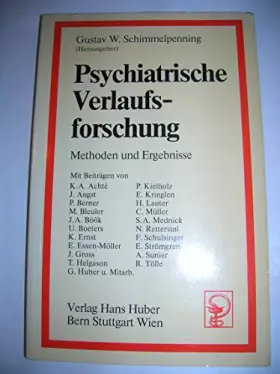 Gustav W. Schimmelpenning
(Herausgeber)
Psychiatrische
Verlaufs-
forschung
Methoden und Ergebnisse
Mit Beiträgen von
K. A. Achté
J. Angst
P. Berner
M. Bleuler
J. A. Böök
U. Boeters
K. Ernst
E. Essen-Möller
J. Gross
T. Helgason
G. Huber u. Mitarb.
P. Kielholz
E. Kringlen
H. Lauter
C. Müller
S. A. Mednick
N. Retterstøl
F. Schulsinger
E. Strömgren
A. Sunier
R. Tölle
Verlag Hans Huber
Bern Stuttgart Wien